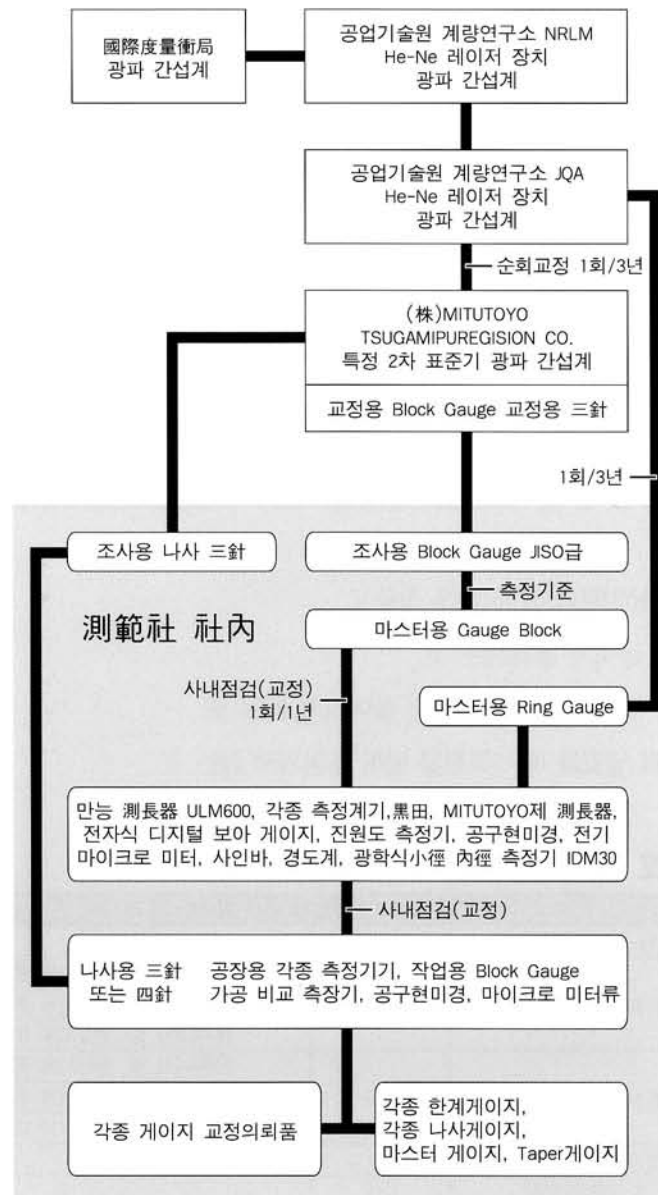 國際度量衡局
광파 간섭계
공업기술원 계량연구소 NRLM
He-Ne 레이저 장치
광파 간섭계
공업기술원 계량연구소 JQA
He-Ne 레이저 장치
광파 간섭계
순회교정 1회/3년
(株)MITUTOYO
TSUGAMIPUREGISION CO.
특정 2차 표준기 광파 간섭계
교정용 Block Gauge 교정용 三針
1회/3년
조사용 나사 三針
조사용 Block Gauge JISO급
측정기준
測範社 社內
마스터용 Gauge Block
사내점검(교정)
1회/1년
마스터용 Ring Gauge
만능 測長器 ULM600, 각종 측정계기,黑田, MITUTOYO제 測長器,
전자식 디지털 보아 게이지, 진원도 측정기, 공구현미경, 전기
마이크로 미터, 사인바, 경도계, 광학식小徑 內徑 측정기 IDM30
사내점검(교정)
나사용 三針
또는 四針
공장용 각종 측정기기, 작업용 Block Gauge
가공 비교 측장기, 공구현미경, 마이크로 미터류
각종 게이지 교정의뢰품
각종 한계게이지,
각종 나사게이지,
마스터 게이지, Taper게이지